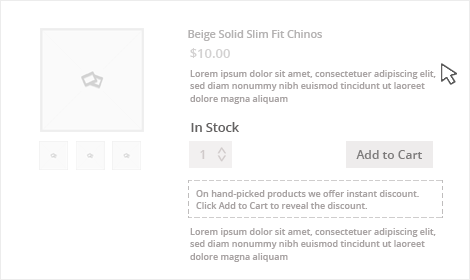 Beige Solid Slim Fit Chinos
$10.00
Lorem ipsum dolor sit amet, consectetuer adipiscing elit,
sed diam nonummy nibh euismod tincidunt ut laoreet
dolore magna aliquam
In Stock
1
Add to Cart
On hand-picked products we offer instant discount.
Click Add to Cart to reveal the discount.
Lorem ipsum dolor sit amet, consectetuer adipiscing elit,
sed diam nonummy nibh euismod tincidunt ut laoreet
dolore magna aliquam